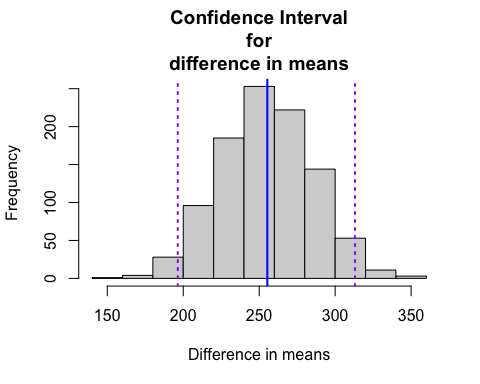 Confidence Interval
for
difference in means
Frequency
200
100
50
0
150
200
250
300
350
Difference in means